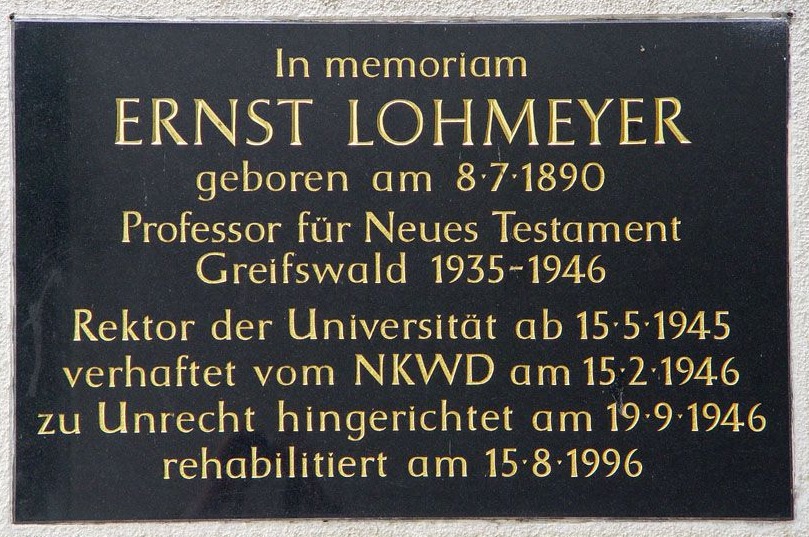 In memoriam
ERNST LOHMEYER
geboren am 8·7·1890
Professor für Neues Testament
Greifswald 1935-1946
Rektor der Universität ab 15·5·1945
verhaftet vom NKWD am 15·2·1946
zu Unrecht hingerichtet am 19·9·1946
rehabilitiert am 15·8·1996